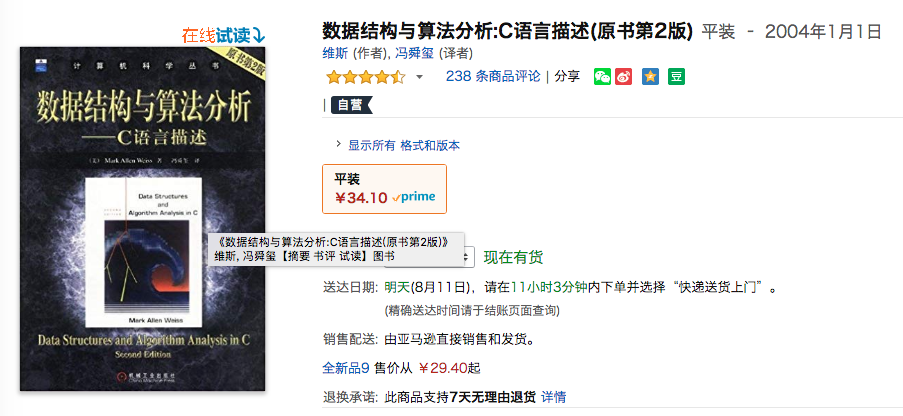 在线试读
原书第2版
计算机科学丛书
数据结构与算法分析
——C语言描述
(美) Mark Allen Weiss 著 冯舜玺 译
Data Structures
and
Algorithm Analysis in C
Mark Allen Weiss
Data Structures and Algorithm Analysis in C
Second Edition
机械工业出版社
数据结构与算法分析:C语言描述(原书第2版) 平装 - 2004年1月1日
维斯 (作者), 冯舜玺 (译者)
238 条商品评论 | 分享
豆
| 自营
显示所有 格式和版本
平装
¥34.10 prime
《数据结构与算法分析:C语言描述(原书第2版)》
维斯, 冯舜玺【摘要 书评 试读】图书
现在有货
送达日期: 明天(8月11日)，请在11小时3分钟内下单并选择“快递送货上门”。
(精确送达时间请于结账页面查询)
销售配送: 由亚马逊直接销售和发货。
全新品9 售价从 ￥29.40起
退换承诺: 此商品支持7天无理由退货 详情